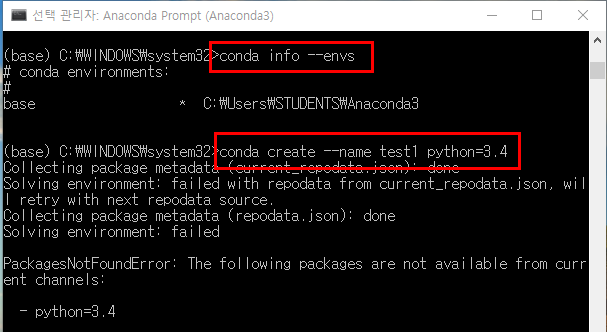 선택 관리자: Anaconda Prompt (Anaconda3)
(base) C:₩WINDOWS₩system32>conda info --envs
# conda environments:
#
base                  *  C:₩Users₩STUDENTS₩Anaconda3
(base) C:₩WINDOWS₩system32>conda create --name test1 python=3.4
Collecting package metadata (current_repodata.json): done
Solving environment: failed with repodata from current_repodata.json, wil
l retry with next repodata source.
Collecting package metadata (repodata.json): done
Solving environment: failed
PackagesNotFoundError: The following packages are not available from curr
ent channels:
  - python=3.4